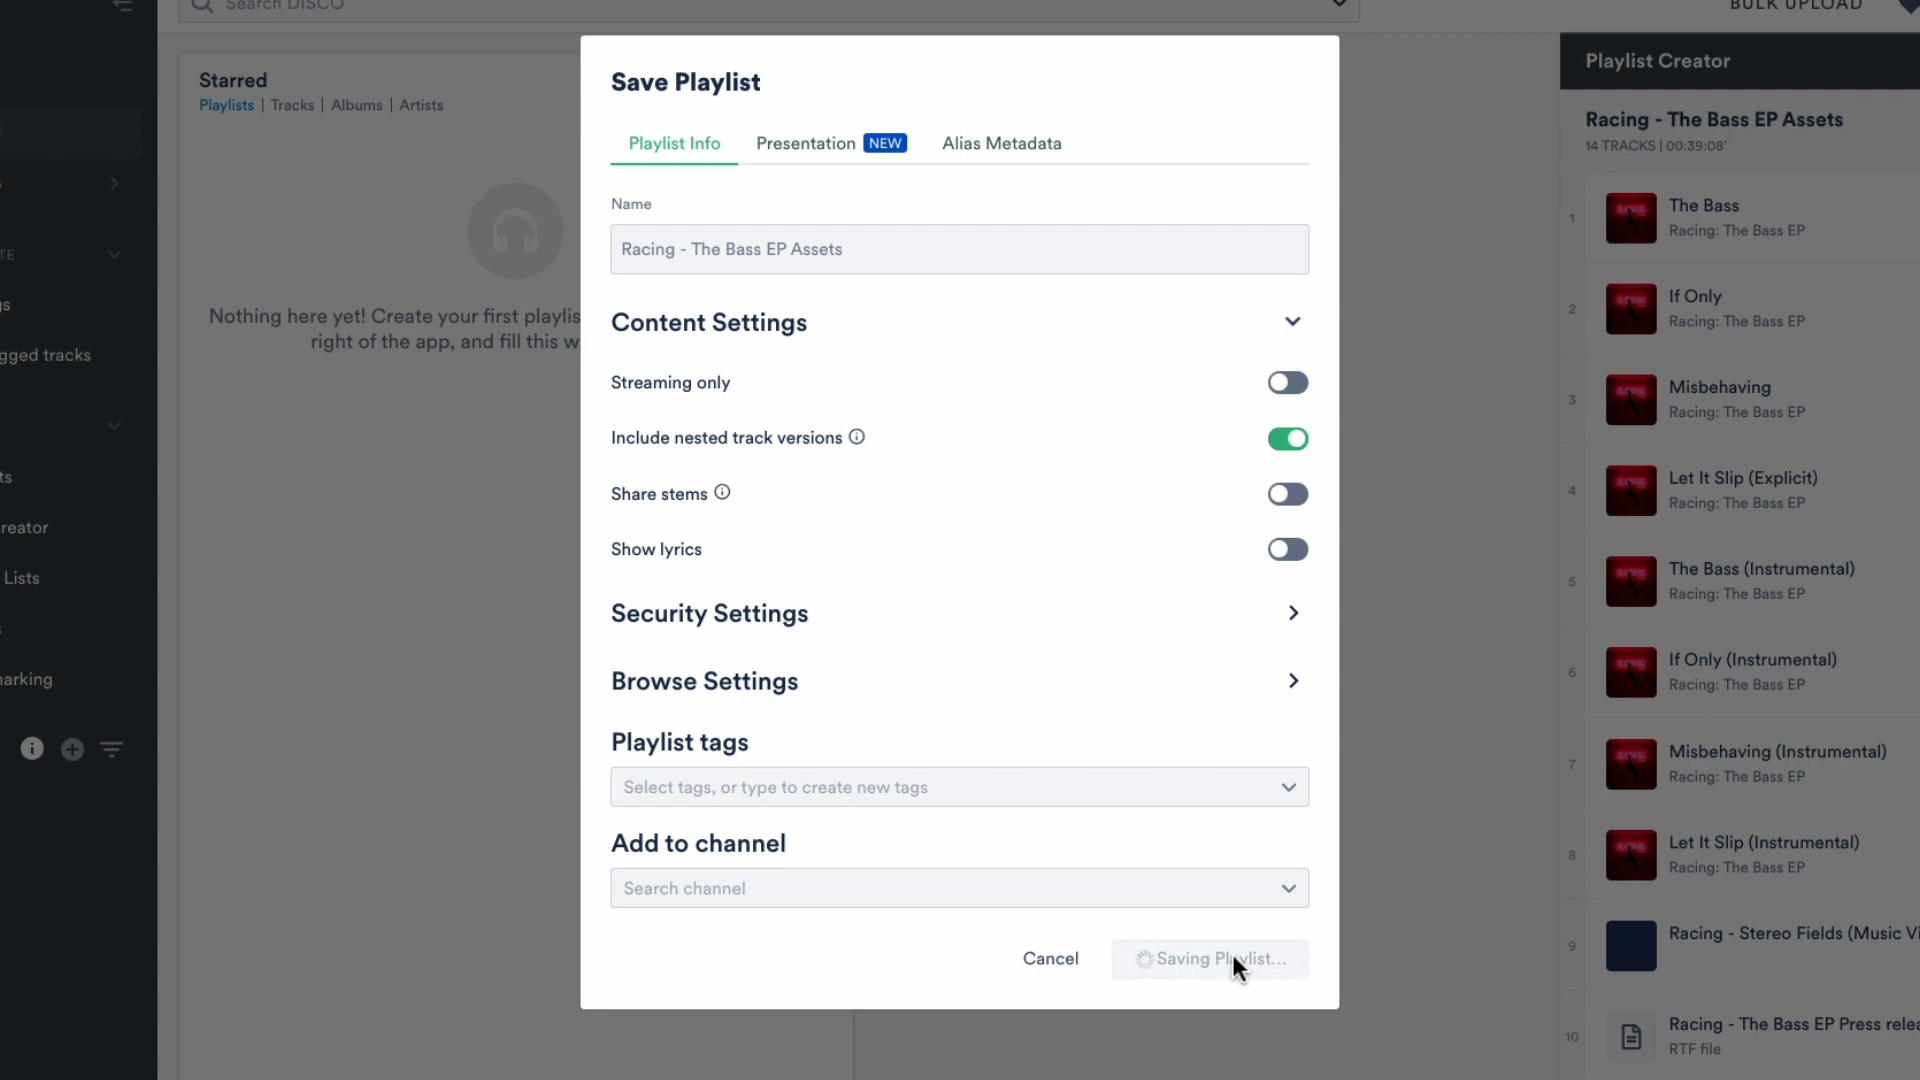 Search DISCO
BULK UPLOAD
Starred
Playlists | Tracks | Albums | Artists
Nothing here yet! Create your first playlis
right of the app, and fill this w
TE
gged tracks
reator
Lists
Save Playlist
Playlist Info
Presentation NEW
Alias Metadata
Name
Racing - The Bass EP Assets
Content Settings
Streaming only
Include nested track versions
Share stems
Show lyrics
Security Settings
Browse Settings
Playlist tags
Select tags, or type to create new tags
Add to channel
Search channel
Cancel
Saving Playlist...
Playlist Creator
Racing - The Bass EP Assets
14 TRACKS | 00:39:08'
1
The Bass
Racing: The Bass EP
2
If Only
Racing: The Bass EP
3
Misbehaving
Racing: The Bass EP
4
Let It Slip (Explicit)
Racing: The Bass EP
5
The Bass (Instrumental)
Racing: The Bass EP
6
If Only (Instrumental)
Racing: The Bass EP
7
Misbehaving (Instrumental)
Racing: The Bass EP
8
Let It Slip (Instrumental)
Racing: The Bass EP
9
Racing - Stereo Fields (Music Vi
10
Racing - The Bass EP Press relea
RTF file